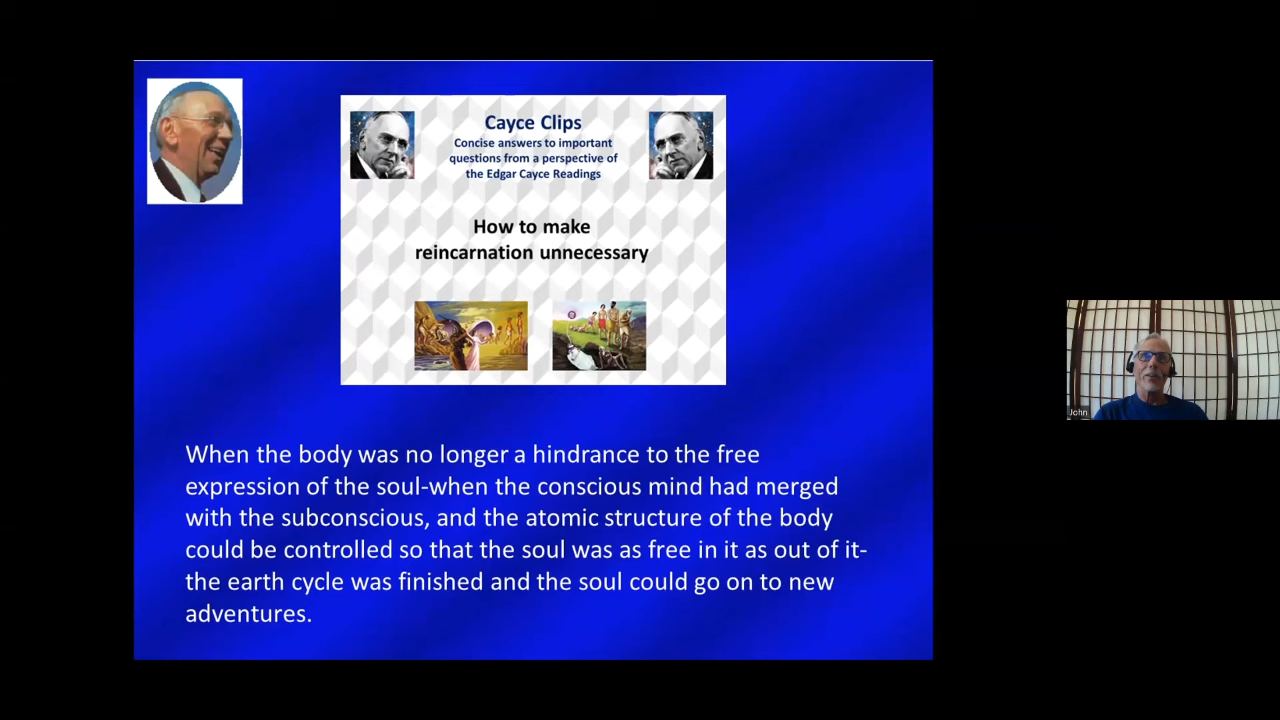 Cayce Clips
Concise answers to important
questions from a perspective of
the Edgar Cayce Readings
How to make
reincarnation unnecessary
When the body was no longer a hindrance to the free
expression of the soul-when the conscious mind had merged
with the subconscious, and the atomic structure of the body
could be controlled so that the soul was as free in it as out of it-
the earth cycle was finished and the soul could go on to new
adventures.
John